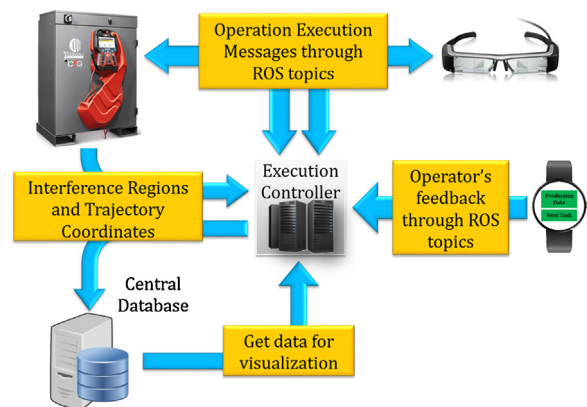 Operation Execution
Messages through
ROS topics
Execution
Controller
Interference Regions
and Trajectory
Coordinates
Operator's
feedback
through ROS
topics
Production
Data
Next Task
Central
Database
Get data for
visualization